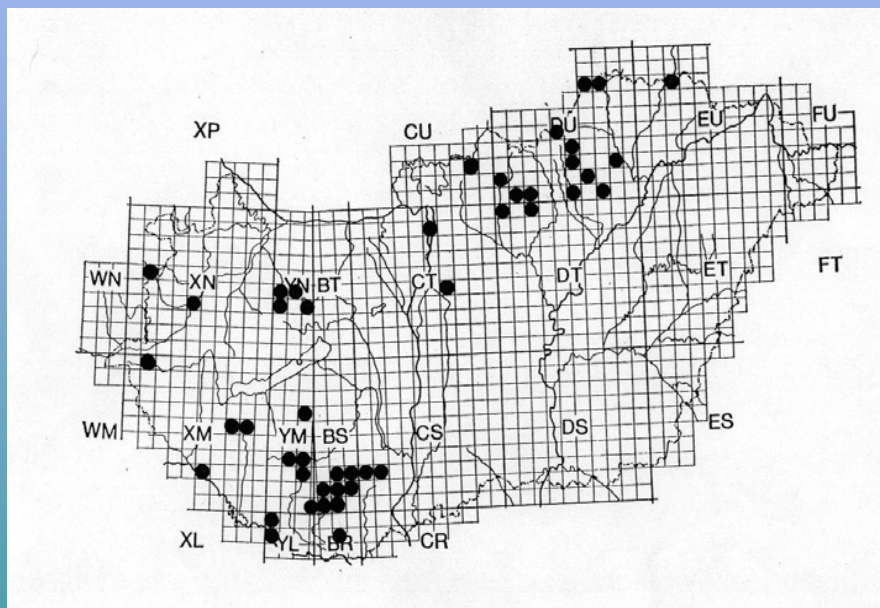 XP
CU
DU
EU
FU
WN
XN
YN
BT
CT
DT
ET
FT
WM
XM
YM
BS
CS
DS
ES
XL
YL
BR
CR